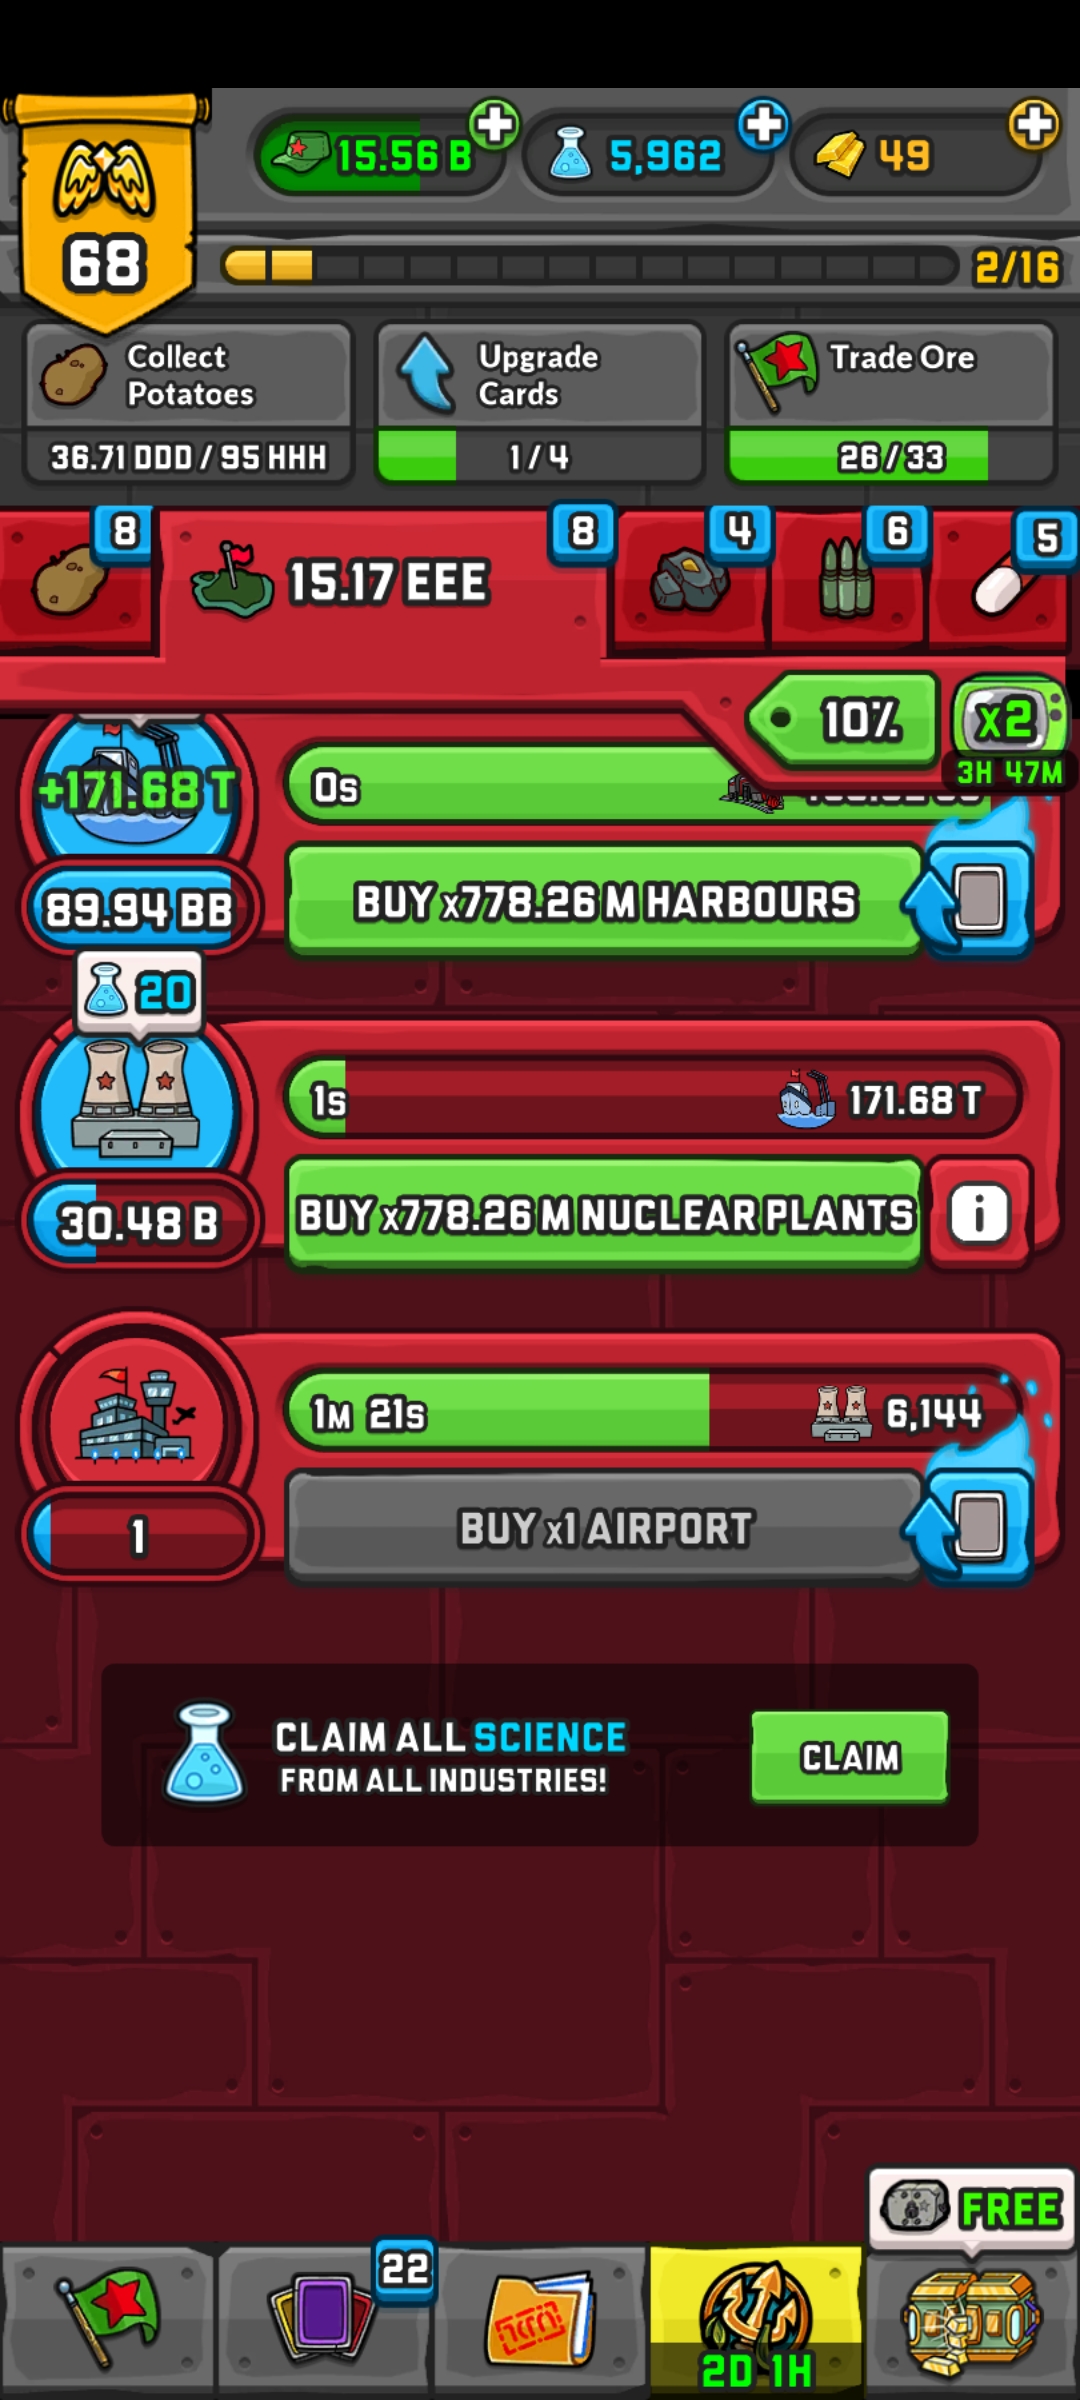 15.56 B
5,962
49
68
2/16
Collect
Potatoes
Upgrade
Cards
Trade Ore
36.71 DDD / 95 HHH
1 / 4
26 / 33
8
15.17 EEE
8
4
6
5
10%
x2
3H 47M
+171.68 T
0s
89.94 BB
BUY x778.26 M HARBOURS
20
1s
171.68 T
30.48 B
BUY x778.26 M NUCLEAR PLANTS
i
1M 21s
6,144
1
BUY x1 AIRPORT
CLAIM ALL SCIENCE
FROM ALL INDUSTRIES!
CLAIM
FREE
22
2D 1H